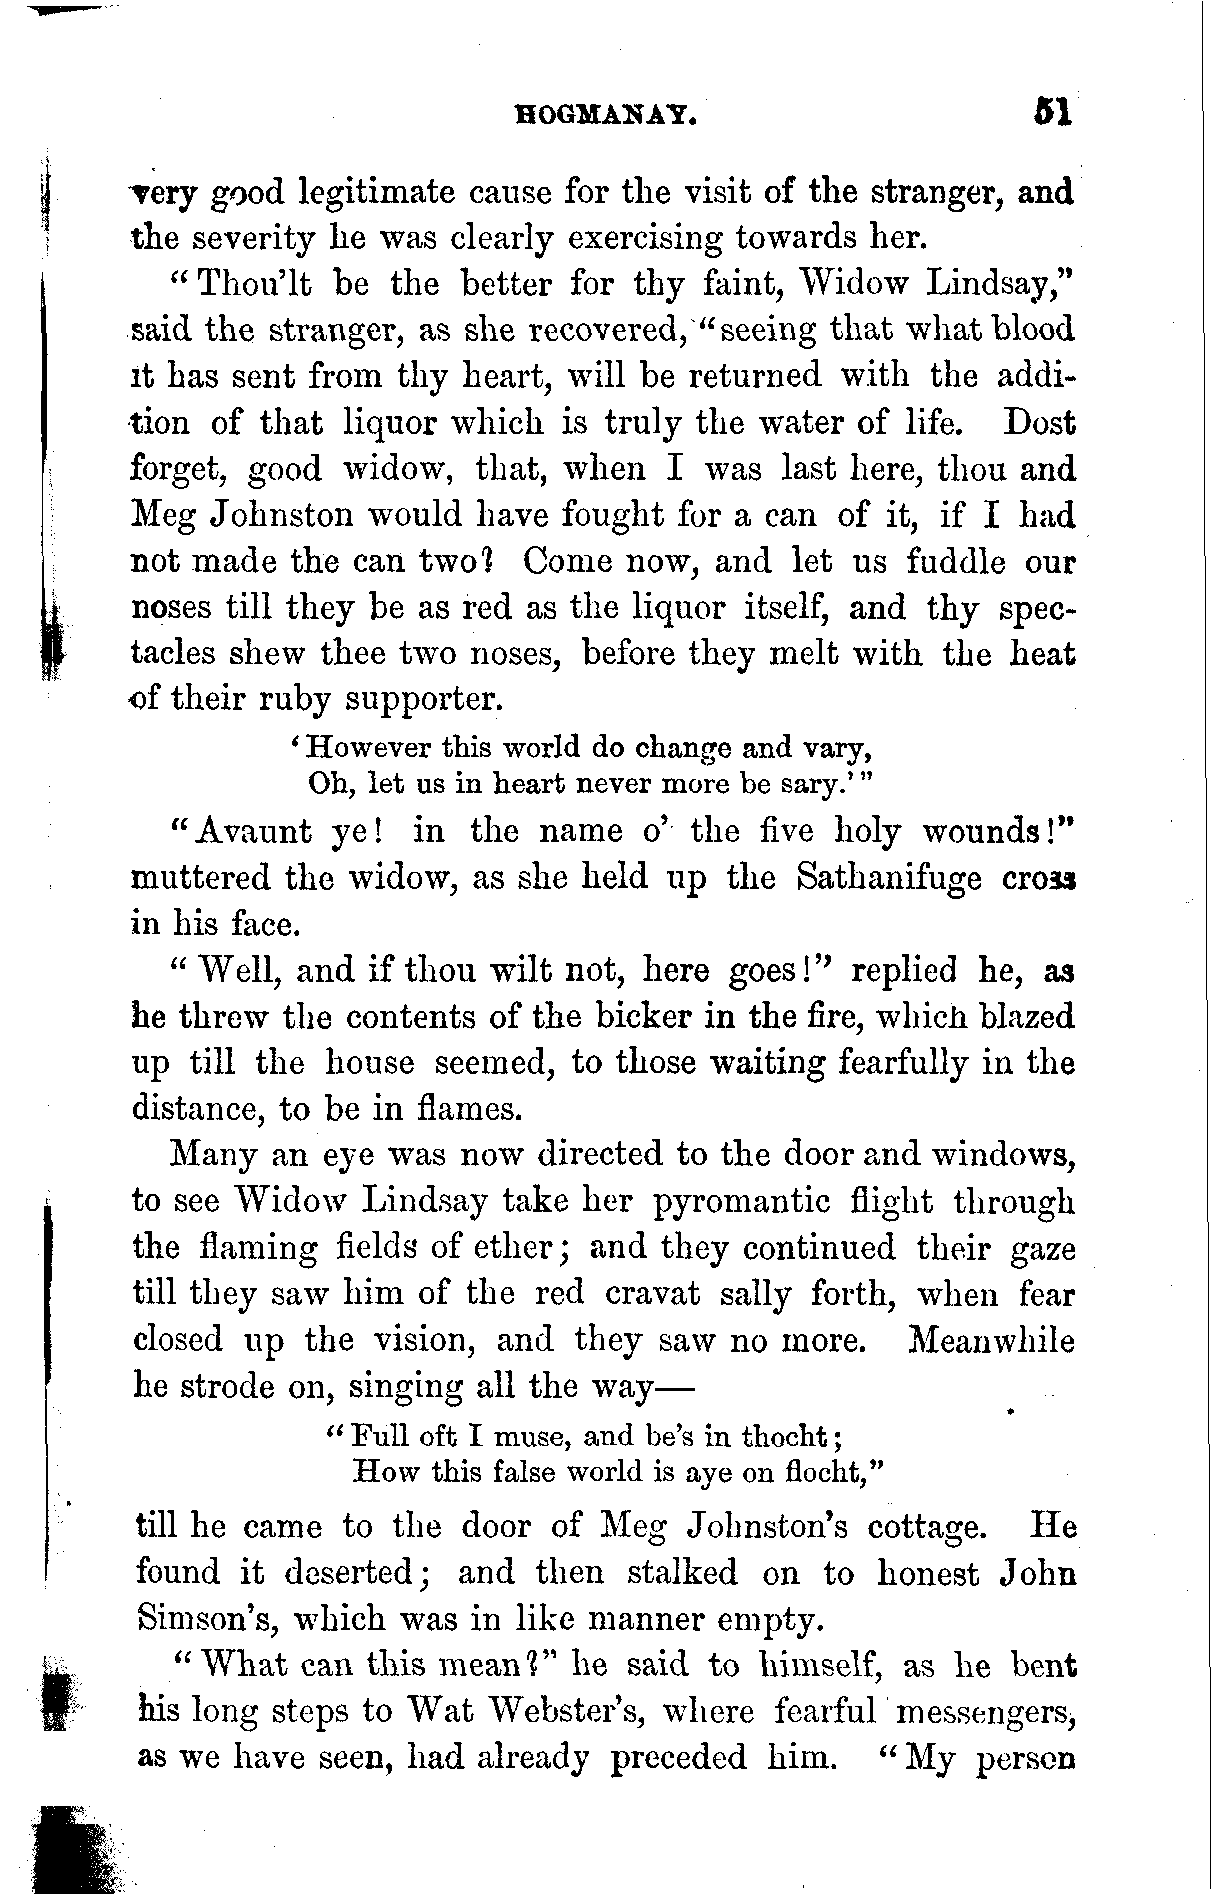 HOGMANAY. 51
very good legitimate cause for the visit of the stranger, and
the severity he was clearly exercising towards her.
“Thou’lt be the better for thy faint, Widow Lindsay,”
said the stranger, as she recovered, “seeing that what blood
it has sent from thy heart, will be returned with the addi-
tion of that liquor which is truly the water of life. Dost
forget, good widow, that, when I was last here, thou and
Meg Johnston would have fought for a can of it, if I had
not made the can two? Come now, and let us fuddle our
noses till they be as red as the liquor itself, and thy spec-
tacles shew thee two noses, before they melt with the heat
of their ruby supporter.
‘However this world do change and vary,
Oh, let us in heart never more be sary.’”
“Avaunt ye! in the name o’ the five holy wounds!”
muttered the widow, as she held up the Sathanifuge cross
in his face.
“Well, and if thou wilt not, here goes!” replied he, as
he threw the contents of the bicker in the fire, which blazed
up till the house seemed, to those waiting fearfully in the
distance, to be in flames.
Many an eye was now directed to the door and windows,
to see Widow Lindsay take her pyromantic flight through
the flaming fields of ether; and they continued their gaze
till they saw him of the red cravat sally forth, when fear
closed up the vision, and they saw no more. Meanwhile
he strode on, singing all the way—
“Full oft I muse, and be’s in thocht;
How this false world is aye on flocht,”
till he came to the door of Meg Johnston’s cottage. He
found it deserted; and then stalked on to honest John
Simson’s, which was in like manner empty.
“What can this mean?” he said to himself, as he bent
his long steps to Wat Webster’s, where fearful messengers,
as we have seen, had already preceded him. “My person